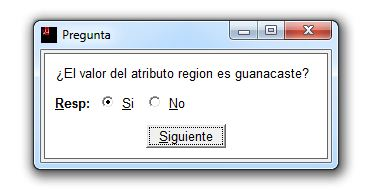 Pregunta
¿El valor del atributo region es guanacaste?
Resp: Si No
Siguiente